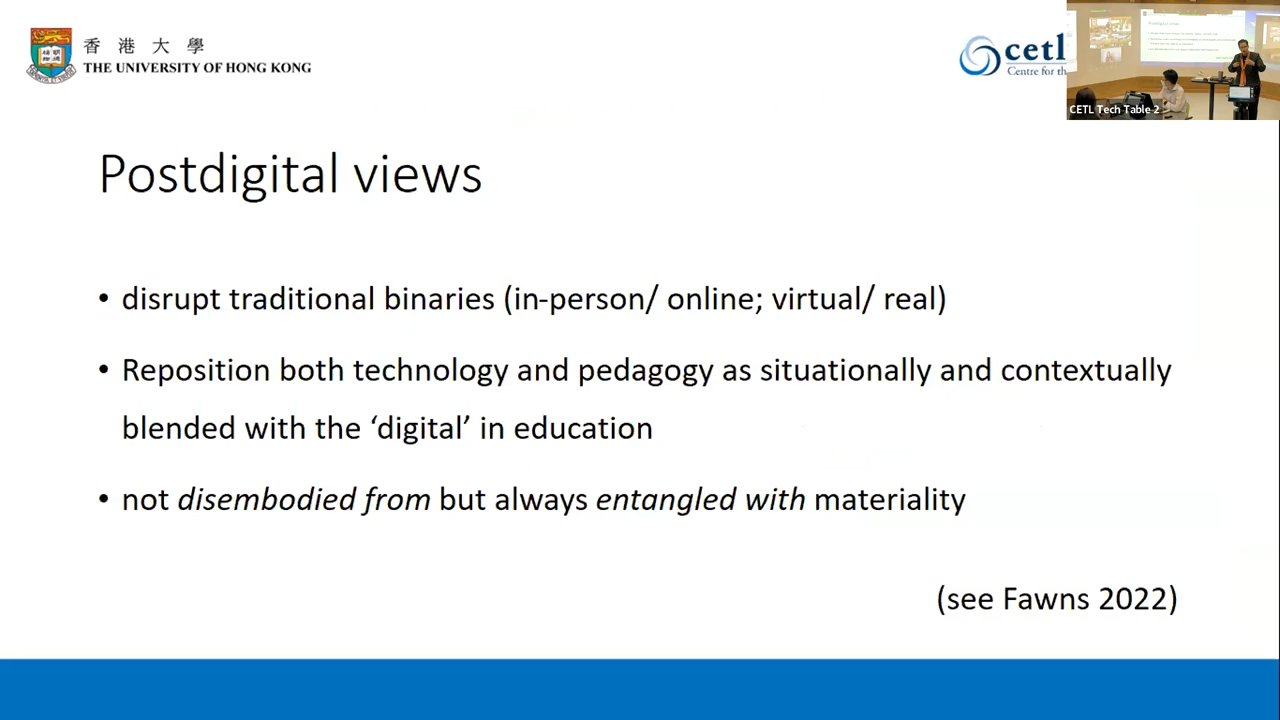 香港大學
THE UNIVERSITY OF HONG KONG
cetl
Centre for th
CETL Tech Table 2
Postdigital views
• disrupt traditional binaries (in-person/ online; virtual/ real)
• Reposition both technology and pedagogy as situationally and contextually
blended with the ‘digital’ in education
• not disembodied from but always entangled with materiality
(see Fawns 2022)